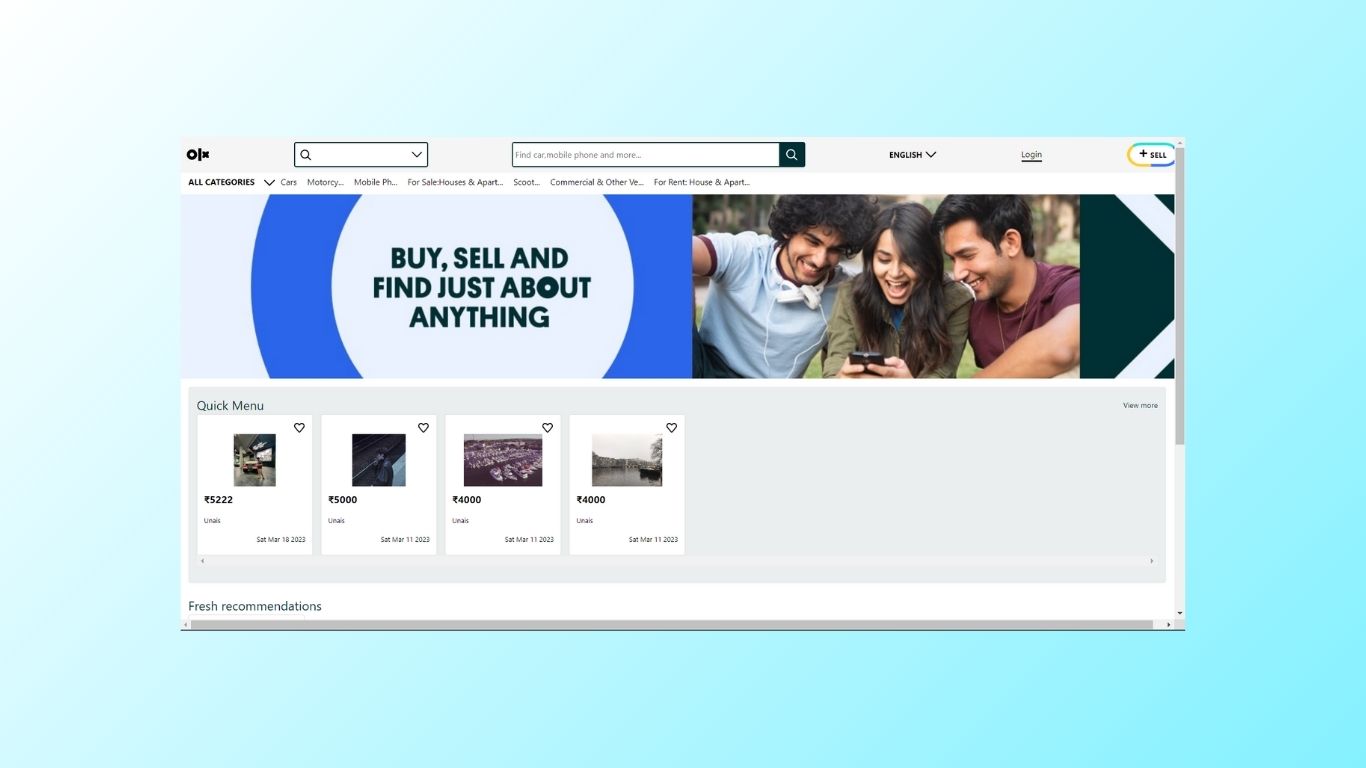 olx
Find car,mobile phone and more...
ENGLISH
Login
+ SELL
ALL CATEGORIES Cars Motorcy... Mobile Ph... For Sale:Houses & Apart... Scoot... Commercial & Other Ve... For Rent: House & Apart...
BUY, SELL AND
FIND JUST ABOUT
ANYTHING
Quick Menu
View more
₹5222
Unais
Sat Mar 18 2023
₹5000
Unais
Sat Mar 11 2023
₹4000
Unais
Sat Mar 11 2023
₹4000
Unais
Sat Mar 11 2023
Fresh recommendations